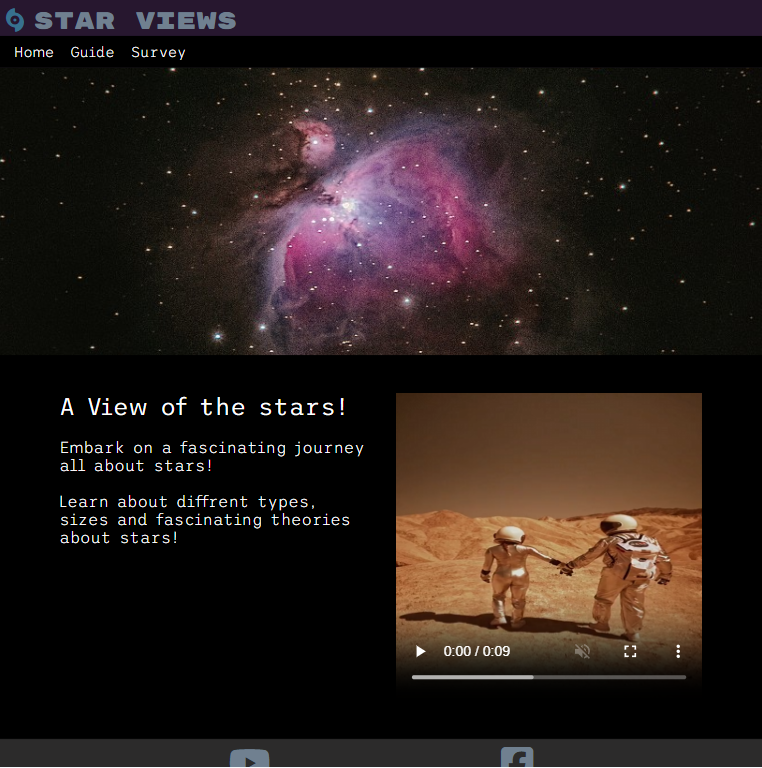 STAR VIEWS
Home Guide Survey
A View of the stars!
Embark on a fascinating journey
all about stars!
Learn about diffrent types,
sizes and fascinating theories
about stars!
0:00 / 0:09